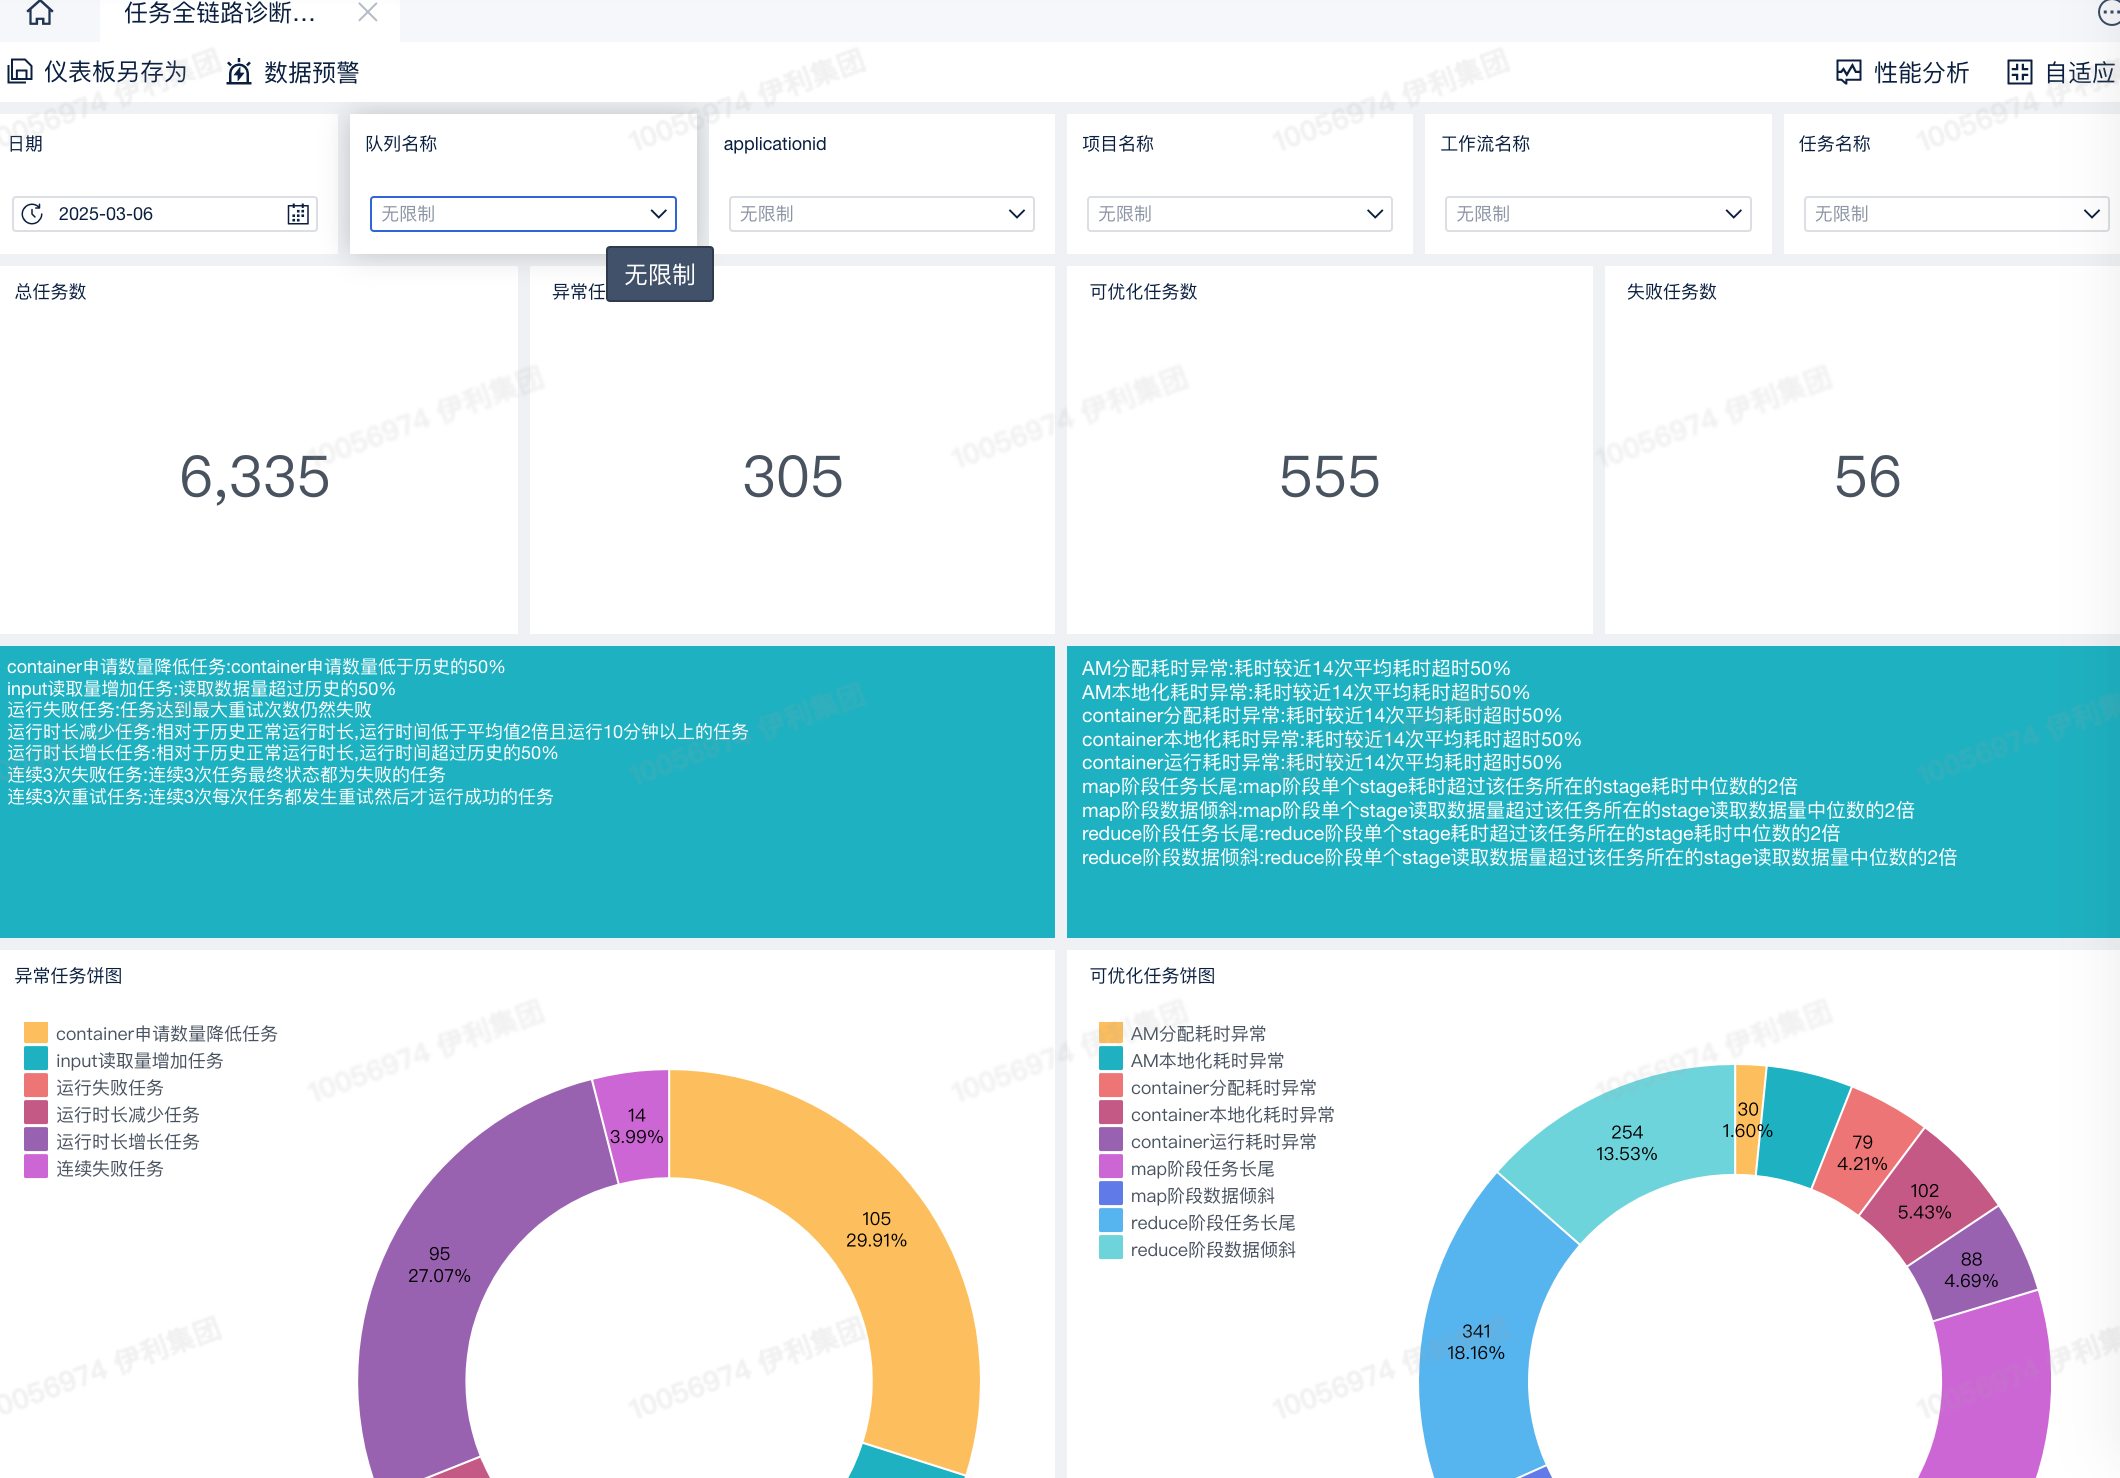 任务全链路诊断...
仪表板另存为
数据预警
性能分析
自适应
日期
队列名称
applicationid
项目名称
工作流名称
任务名称
2025-03-06
无限制
无限制
无限制
无限制
无限制
无限制
总任务数
异常任
可优化任务数
失败任务数
6,335
305
555
56
container申请数量降低任务:container申请数量低于历史的50%
input读取量增加任务:读取数据量超过历史的50%
运行失败任务:任务达到最大重试次数仍然失败
运行时长减少任务:相对于历史正常运行时长,运行时间低于平均值2倍且运行10分钟以上的任务
运行时长增长任务:相对于历史正常运行时长,运行时间超过历史的50%
连续3次失败任务:连续3次任务最终状态都为失败的任务
连续3次重试任务:连续3次每次任务都发生重试然后才运行成功的任务
AM分配耗时异常:耗时较近14次平均耗时超时50%
AM本地化耗时异常:耗时较近14次平均耗时超时50%
container分配耗时异常:耗时较近14次平均耗时超时50%
container本地化耗时异常:耗时较近14次平均耗时超时50%
container运行耗时异常:耗时较近14次平均耗时超时50%
map阶段任务长尾:map阶段单个stage耗时超过该任务所在的stage耗时中位数的2倍
map阶段数据倾斜:map阶段单个stage读取数据量超过该任务所在的stage读取数据量中位数的2倍
reduce阶段任务长尾:reduce阶段单个stage耗时超过该任务所在的stage耗时中位数的2倍
reduce阶段数据倾斜:reduce阶段单个stage读取数据量超过该任务所在的stage读取数据量中位数的2倍
异常任务饼图
container申请数量降低任务
input读取量增加任务
运行失败任务
运行时长减少任务
运行时长增长任务
连续失败任务
14
3.99%
105
29.91%
95
27.07%
可优化任务饼图
AM分配耗时异常
AM本地化耗时异常
container分配耗时异常
container本地化耗时异常
container运行耗时异常
map阶段任务长尾
map阶段数据倾斜
reduce阶段任务长尾
reduce阶段数据倾斜
30
1.60%
254
13.53%
79
4.21%
102
5.43%
88
4.69%
341
18.16%
10056974 伊利集团